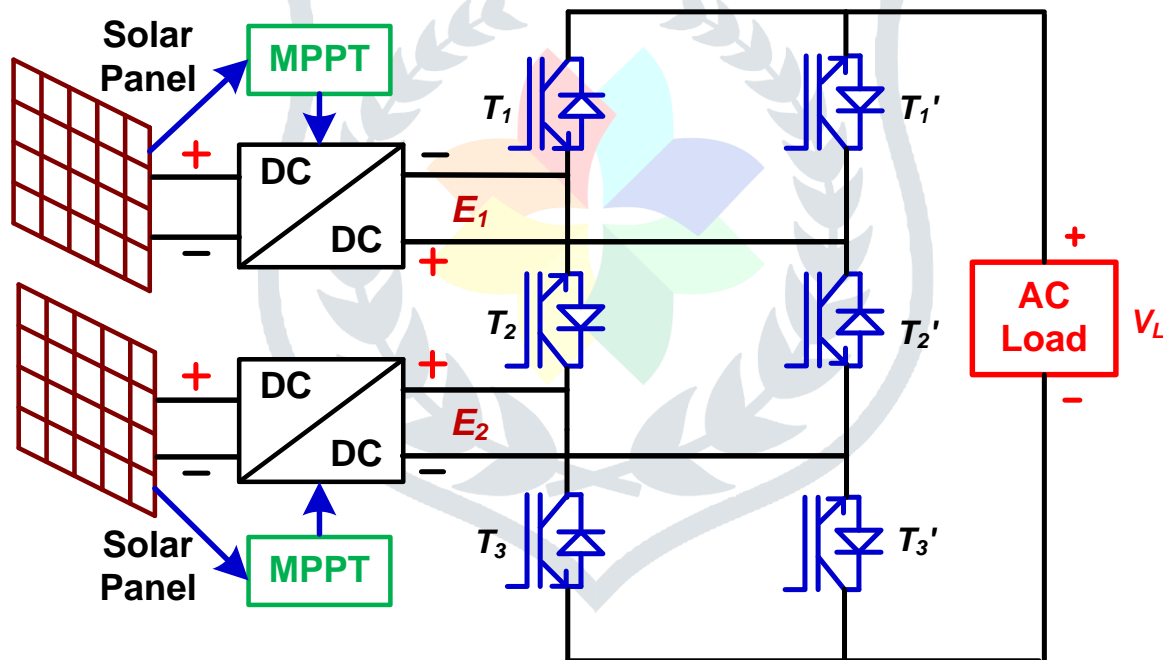 Solar
Panel
MPPT
+
−
DC
DC
−
E1
+
T1
T1'
+
−
DC
DC
+
E2
−
T2
T2'
+
AC
Load
−
VL
Solar
Panel
MPPT
T3
T3'